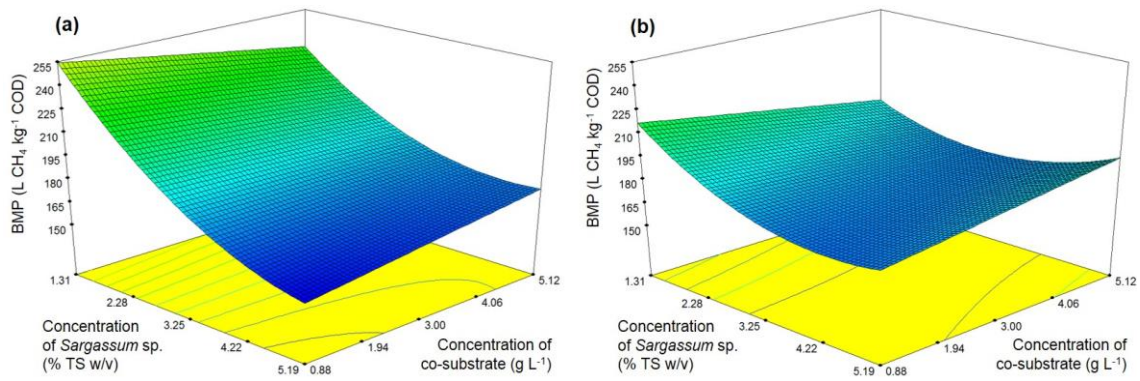 (a)
BMP (L CH₄ kg⁻¹ COD)
255
240
225
210
195
180
165
150
1.31
2.28
3.25
4.22
5.19
0.88
1.94
3.00
4.06
5.12
Concentration
of Sargassum sp.
(% TS w/v)
Concentration of
co-substrate (g L⁻¹)
(b)
BMP (L CH₄ kg⁻¹ COD)
255
240
225
210
195
180
165
150
1.31
2.28
3.25
4.22
5.19
0.88
1.94
3.00
4.06
5.12
Concentration
of Sargassum sp.
(% TS w/v)
Concentration of
co-substrate (g L⁻¹)